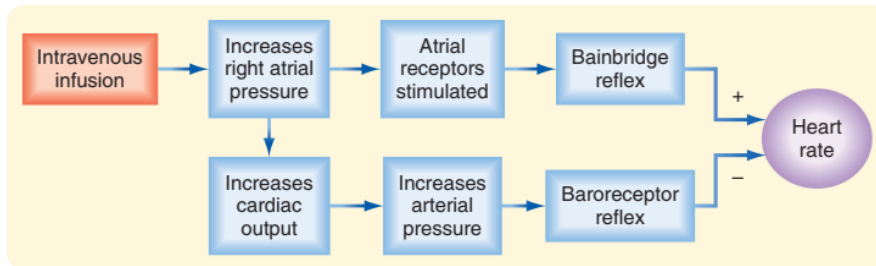 Intravenous
infusion
Increases
right atrial
pressure
Atrial
receptors
stimulated
Bainbridge
reflex
+
Heart
rate
–
Increases
cardiac
output
Increases
arterial
pressure
Baroreceptor
reflex